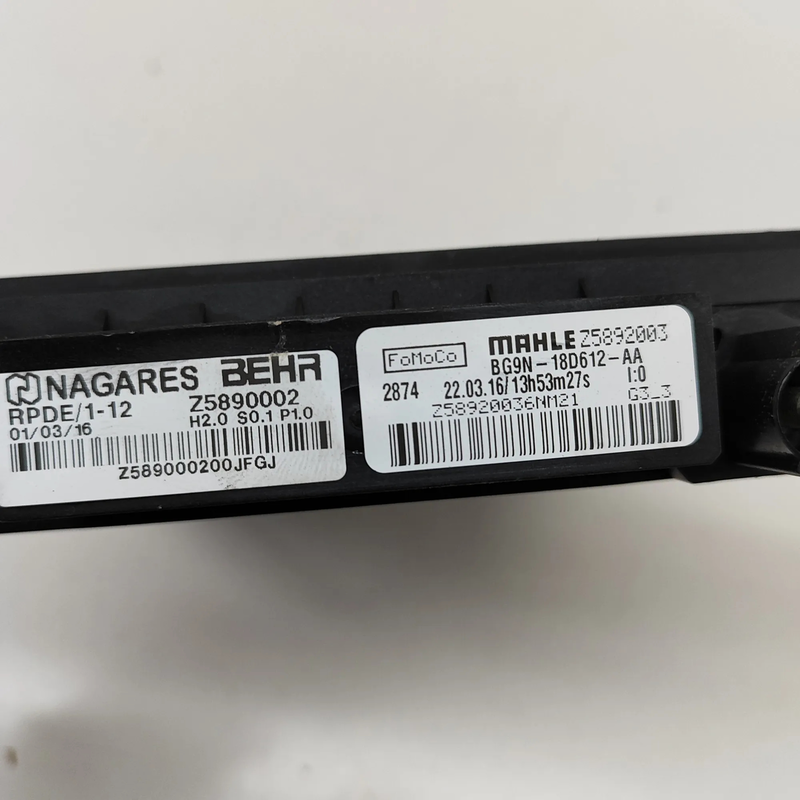 NAGARES BEHR
RPDE/1-12 Z5890002
01/03/16 H2.0 S0.1 P1.0
Z589000200JFGJ
FoMoCo MAHLE Z5892003
BG9N-18D612-AA
2874 22.03.16/13h53m27s I:0
Z58920036NM21 G3_3